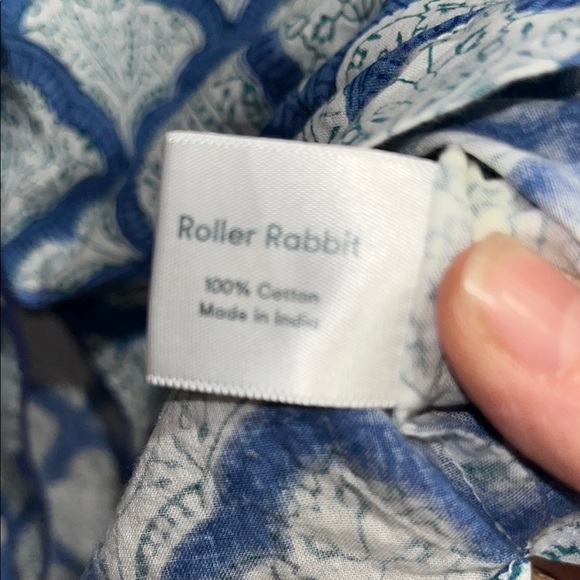 Roller Rabbit
100% Cotton
Made in India